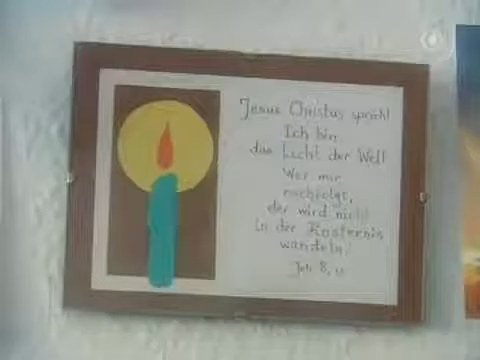 Jesus Christus spricht
Ich bin
das Licht der Welt
Wer mir
nachfolgt,
der wird nicht
in der Finsternis
wandeln!
Joh 8, 12